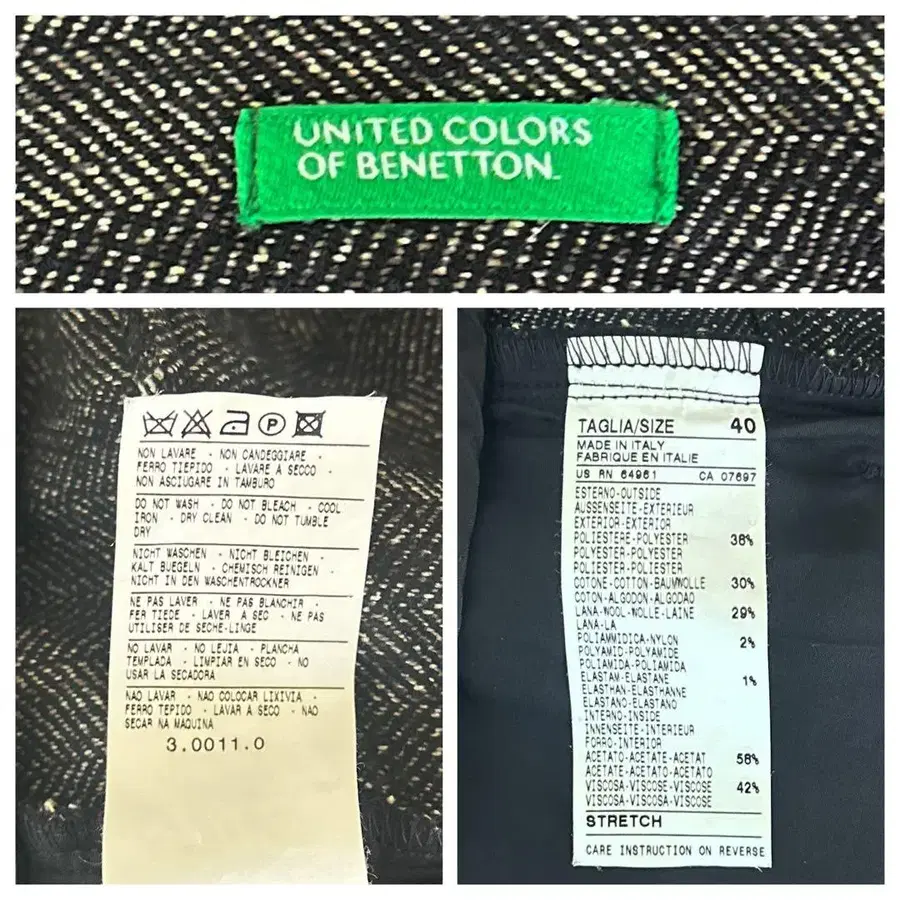 UNITED COLORS
OF BENETTON.
NON LAVARE - NON CANDEGGIARE -
FERRO TIEPIDO - LAVARE A SECCO -
NON ASCIUGARE IN TAMBURO
DO NOT WASH - DO NOT BLEACH - COOL
IRON - DRY CLEAN - DO NOT TUMBLE
DRY
NICHT WASCHEN - NICHT BLEICHEN -
KALT BUEGELN - CHEMISCH REINIGEN -
NICHT IN DEN WASCHENTROCKNER
NE PAS LAVER - NE PAS BLANCHIR -
FER TIEDE - LAVER A SEC - NE PAS
UTILISER DE SECHE-LINGE
NO LAVAR - NO LEJIA - PLANCHA
TEMPLADA - LIMPIAR EN SECO - NO
USAR LA SECADORA
NAO LAVAR - NAO COLOCAR LIXIVIA -
FERRO TEPIDO - LAVAR A SECO - NAO
SECAR NA MAQUINA
3.0011.0
TAGLIA/SIZE 40
MADE IN ITALY
FABRIQUE EN ITALIE
US RN 64961 CA 07697
ESTERNO-OUTSIDE
AUSSENSEITE-EXTERIEUR
EXTERIOR-EXTERIOR
POLIESTERE-POLYESTER 38%
POLYESTER-POLYESTER
POLIESTER-POLIESTER
COTONE-COTTON-BAUMWOLLE 30%
COTON-ALGODON-ALGODAO
LANA-WOOL-WOLLE-LAINE 29%
LANA-LA
POLIAMMIDICA-NYLON 2%
POLYAMID-POLYAMIDE
POLIAMIDA-POLIAMIDA
ELASTAM-ELASTANE 1%
ELASTHAN-ELASTHANNE
ELASTANO-ELASTANO
INTERNO-INSIDE
INNENSEITE-INTERIEUR
FORRO-INTERIOR
ACETATO-ACETATE-ACETAT 58%
ACETATE-ACETATO-ACETATO
VISCOSA-VISCOSE-VISKOSE 42%
VISCOSE-VISCOSA-VISCOSE
STRETCH
CARE INSTRUCTION ON REVERSE